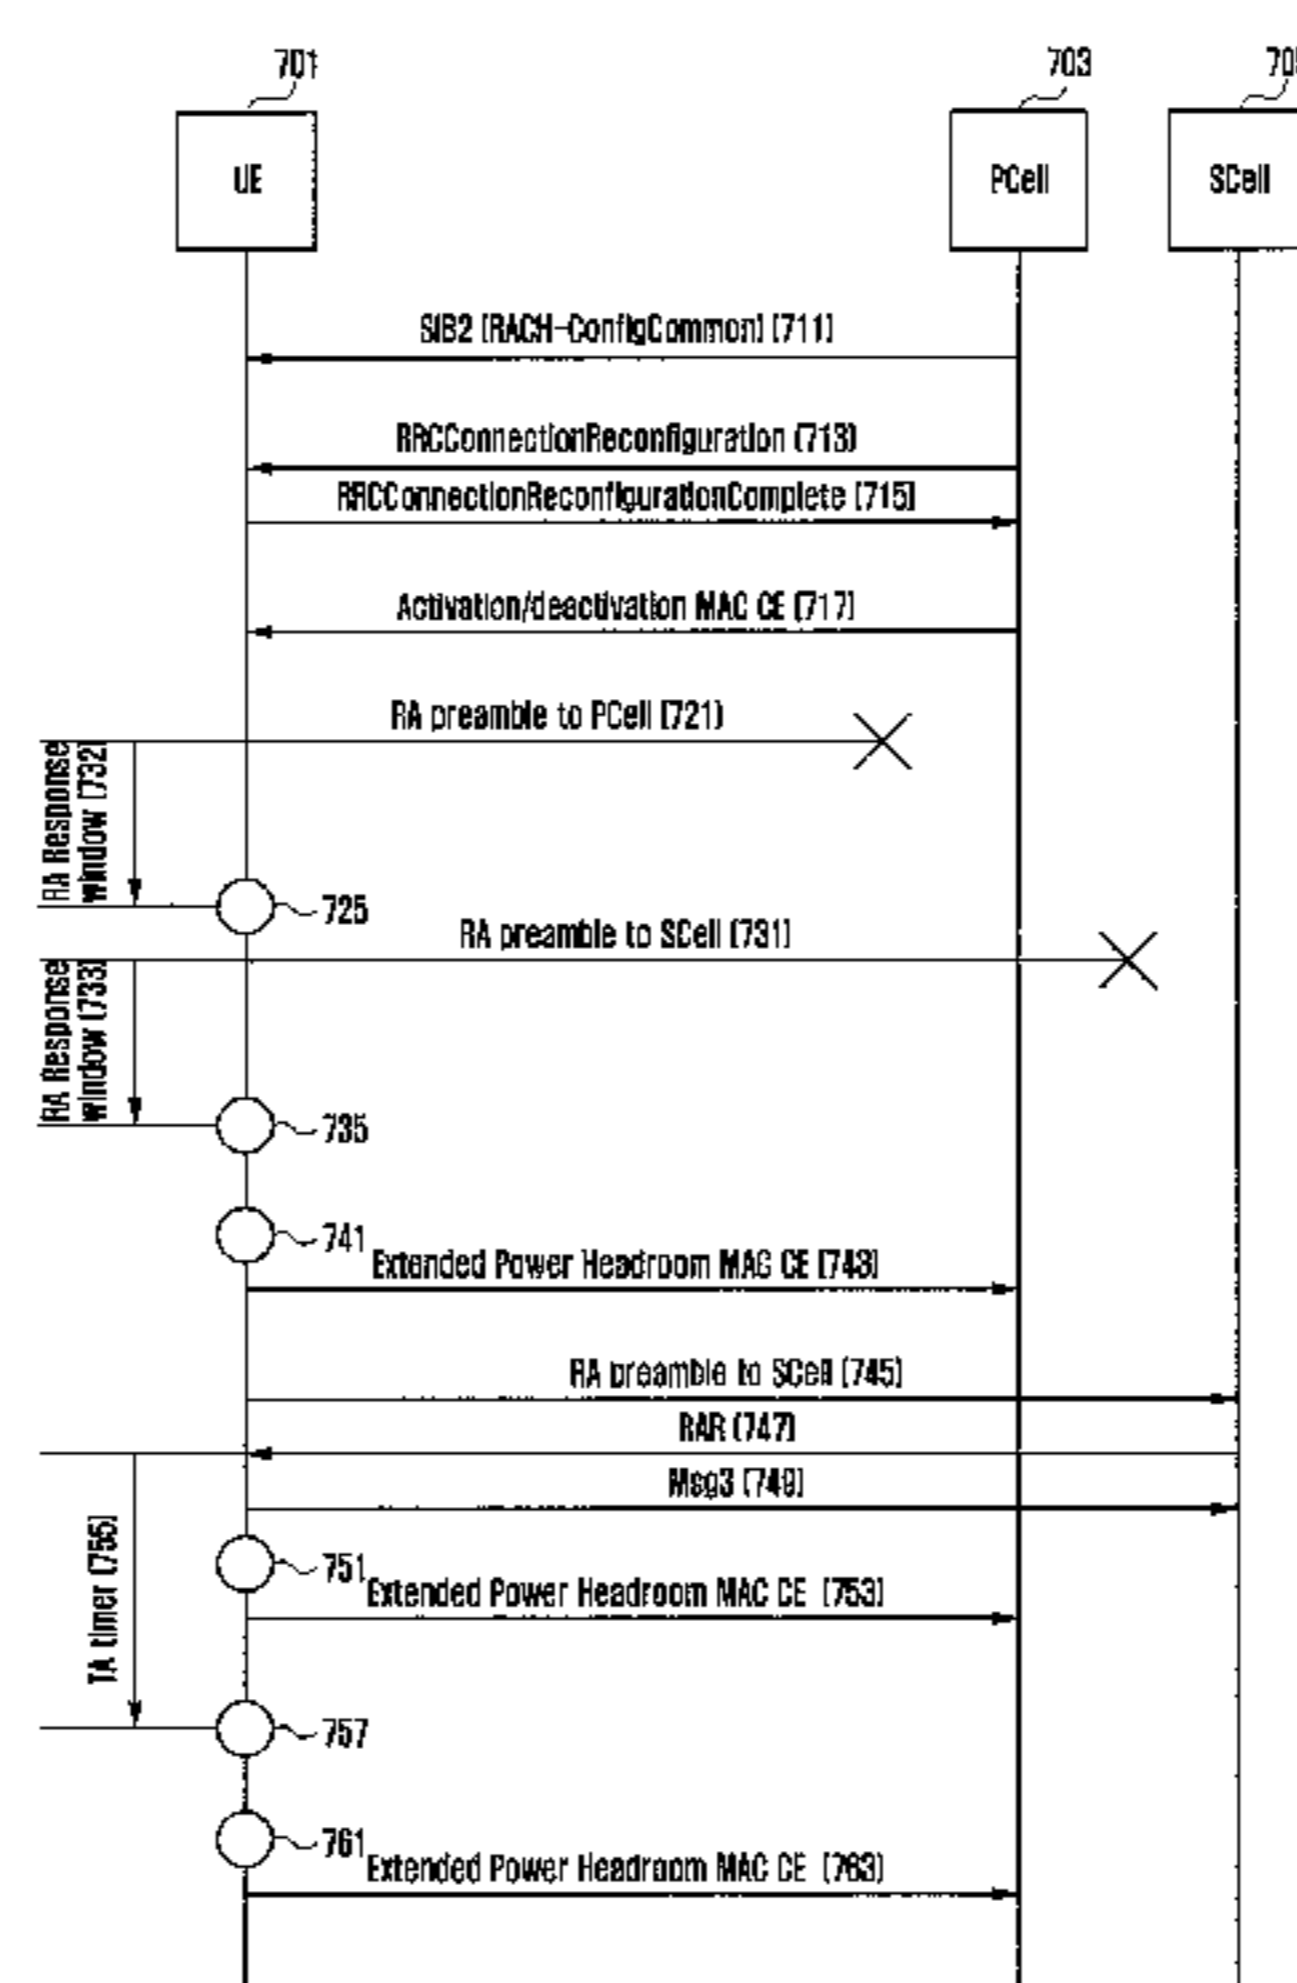 701
703
UE
PCell
SCell
SIB2 (RACH-ConfigCommon) (711)
RRCConnectionReconfiguration (713)
RRCConnectionReconfigurationComplete (715)
Activation/deactivation MAC CE (717)
RA preamble to PCell (721)
RA Response
window (732)
725
RA preamble to SCell (731)
RA Response
window (733)
735
741
Extended Power Headroom MAC CE (743)
RA preamble to SCell (745)
RAR (747)
Msg3 (749)
TA timer (755)
751
Extended Power Headroom MAC CE (753)
757
761
Extended Power Headroom MAC CE (763)